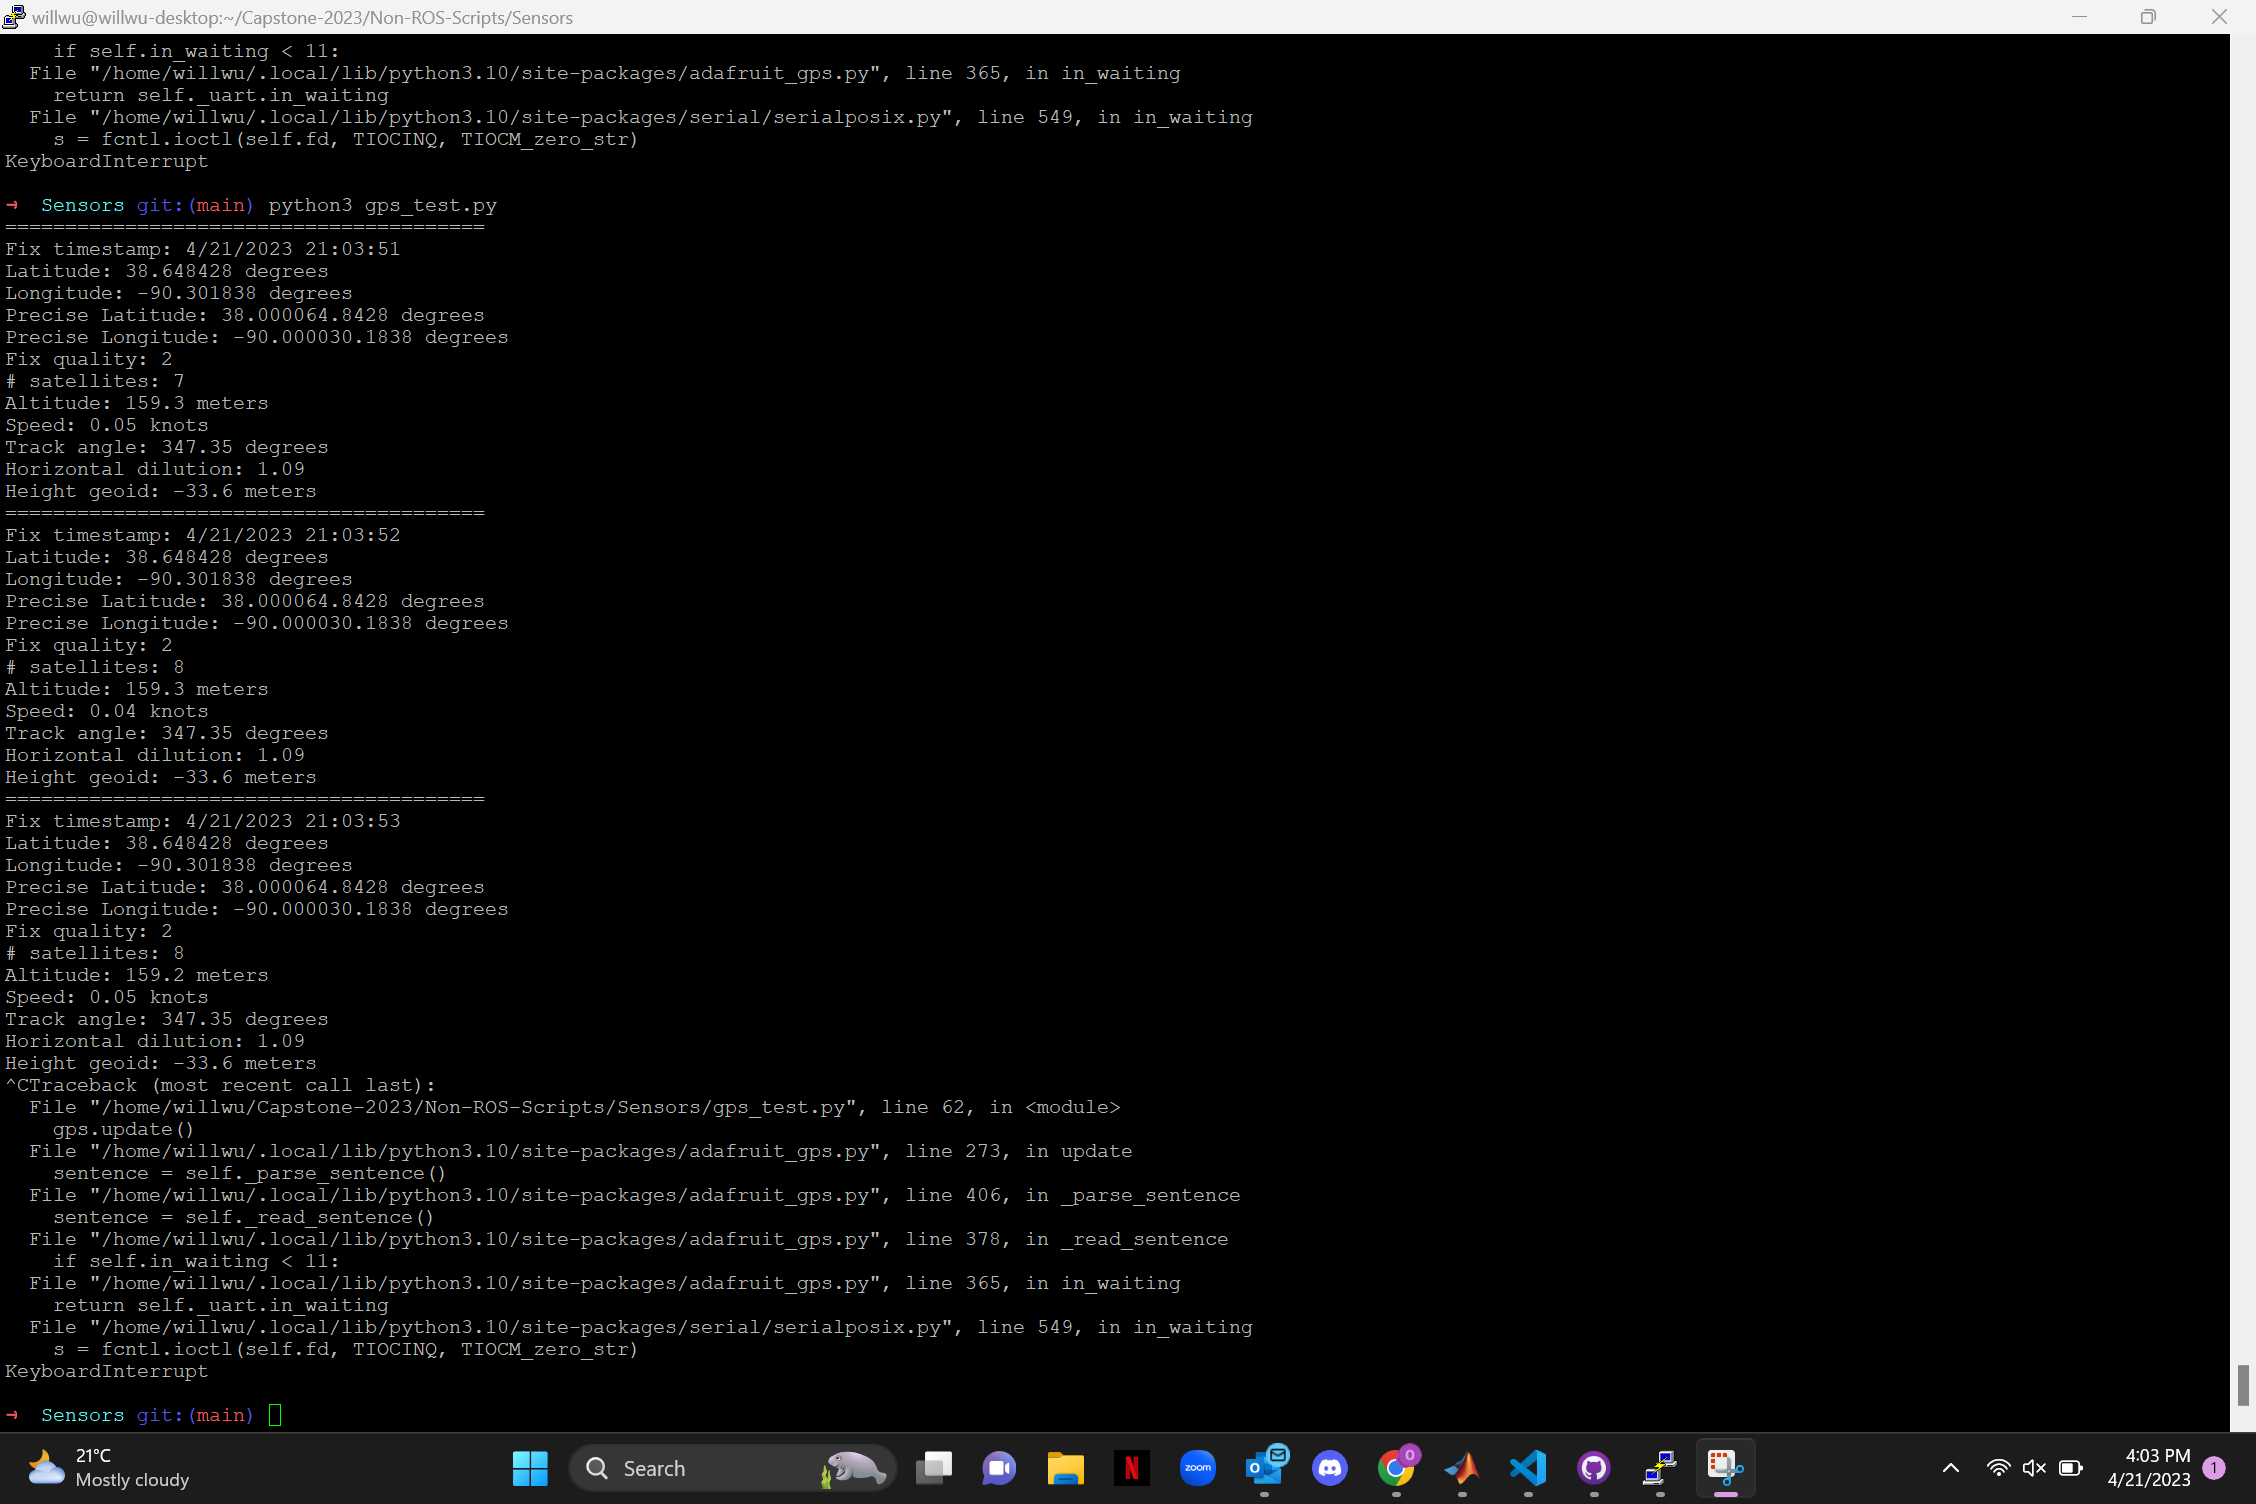 willwu@willwu-desktop:~/Capstone-2023/Non-ROS-Scripts/Sensors
    if self.in_waiting < 11:
  File "/home/willwu/.local/lib/python3.10/site-packages/adafruit_gps.py", line 365, in in_waiting
    return self._uart.in_waiting
  File "/home/willwu/.local/lib/python3.10/site-packages/serial/serialposix.py", line 549, in in_waiting
    s = fcntl.ioctl(self.fd, TIOCINQ, TIOCM_zero_str)
KeyboardInterrupt
→  Sensors git:(main) python3 gps_test.py
========================================
Fix timestamp: 4/21/2023 21:03:51
Latitude: 38.648428 degrees
Longitude: -90.301838 degrees
Precise Latitude: 38.000064.8428 degrees
Precise Longitude: -90.000030.1838 degrees
Fix quality: 2
# satellites: 7
Altitude: 159.3 meters
Speed: 0.05 knots
Track angle: 347.35 degrees
Horizontal dilution: 1.09
Height geoid: -33.6 meters
========================================
Fix timestamp: 4/21/2023 21:03:52
Latitude: 38.648428 degrees
Longitude: -90.301838 degrees
Precise Latitude: 38.000064.8428 degrees
Precise Longitude: -90.000030.1838 degrees
Fix quality: 2
# satellites: 8
Altitude: 159.3 meters
Speed: 0.04 knots
Track angle: 347.35 degrees
Horizontal dilution: 1.09
Height geoid: -33.6 meters
========================================
Fix timestamp: 4/21/2023 21:03:53
Latitude: 38.648428 degrees
Longitude: -90.301838 degrees
Precise Latitude: 38.000064.8428 degrees
Precise Longitude: -90.000030.1838 degrees
Fix quality: 2
# satellites: 8
Altitude: 159.2 meters
Speed: 0.05 knots
Track angle: 347.35 degrees
Horizontal dilution: 1.09
Height geoid: -33.6 meters
^CTraceback (most recent call last):
  File "/home/willwu/Capstone-2023/Non-ROS-Scripts/Sensors/gps_test.py", line 62, in <module>
    gps.update()
  File "/home/willwu/.local/lib/python3.10/site-packages/adafruit_gps.py", line 273, in update
    sentence = self._parse_sentence()
  File "/home/willwu/.local/lib/python3.10/site-packages/adafruit_gps.py", line 406, in _parse_sentence
    sentence = self._read_sentence()
  File "/home/willwu/.local/lib/python3.10/site-packages/adafruit_gps.py", line 378, in _read_sentence
    if self.in_waiting < 11:
  File "/home/willwu/.local/lib/python3.10/site-packages/adafruit_gps.py", line 365, in in_waiting
    return self._uart.in_waiting
  File "/home/willwu/.local/lib/python3.10/site-packages/serial/serialposix.py", line 549, in in_waiting
    s = fcntl.ioctl(self.fd, TIOCINQ, TIOCM_zero_str)
KeyboardInterrupt
→  Sensors git:(main)
21°C
Mostly cloudy
Search
N
zoom
0
4:03 PM
4/21/2023
1